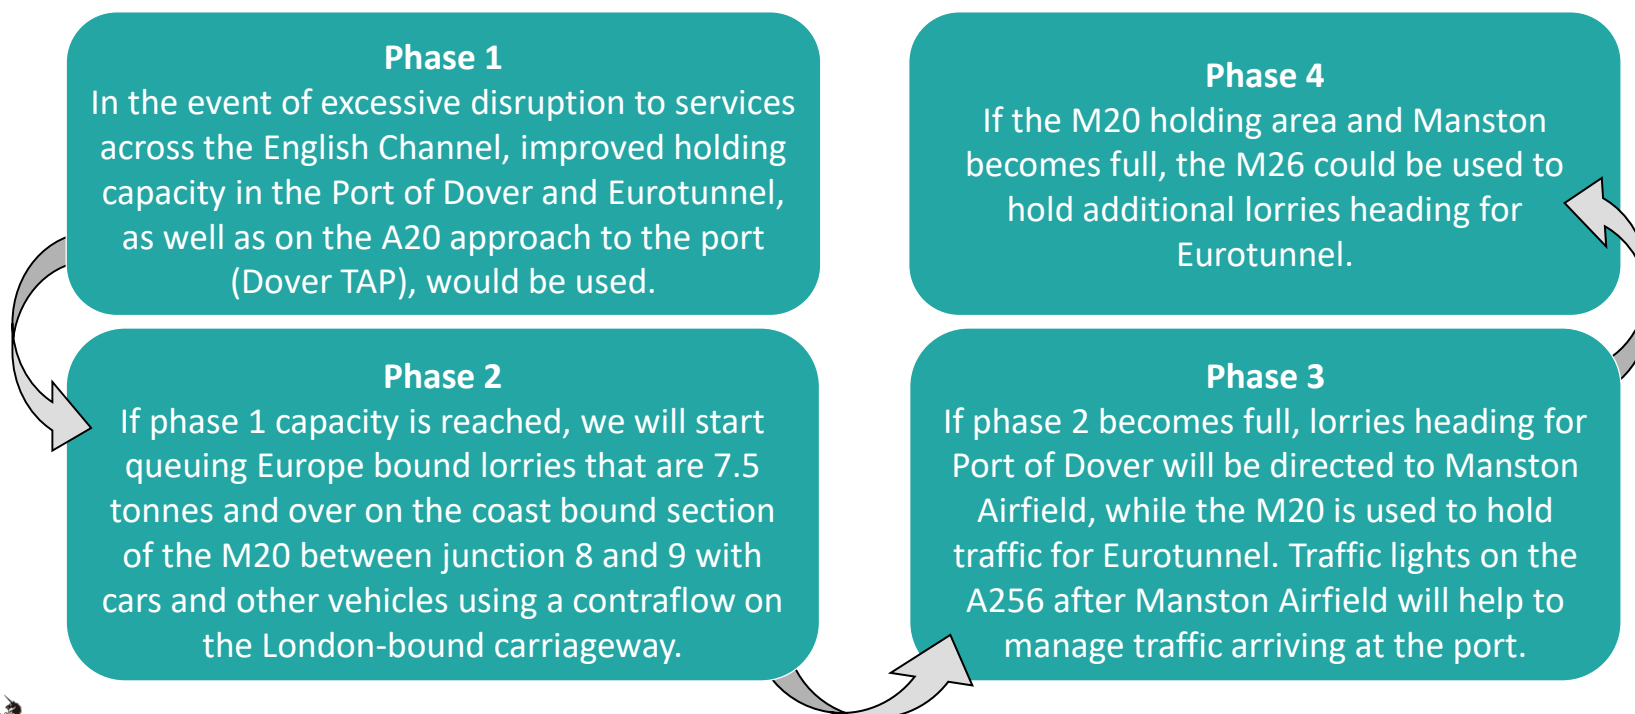 Phase 1
In the event of excessive disruption to services
across the English Channel, improved holding
capacity in the Port of Dover and Eurotunnel,
as well as on the A20 approach to the port
(Dover TAP), would be used.
Phase 2
If phase 1 capacity is reached, we will start
queuing Europe bound lorries that are 7.5
tonnes and over on the coast bound section
of the M20 between junction 8 and 9 with
cars and other vehicles using a contraflow on
the London-bound carriageway.
Phase 3
If phase 2 becomes full, lorries heading for
Port of Dover will be directed to Manston
Airfield, while the M20 is used to hold
traffic for Eurotunnel. Traffic lights on the
A256 after Manston Airfield will help to
manage traffic arriving at the port.
Phase 4
If the M20 holding area and Manston
becomes full, the M26 could be used to
hold additional lorries heading for
Eurotunnel.